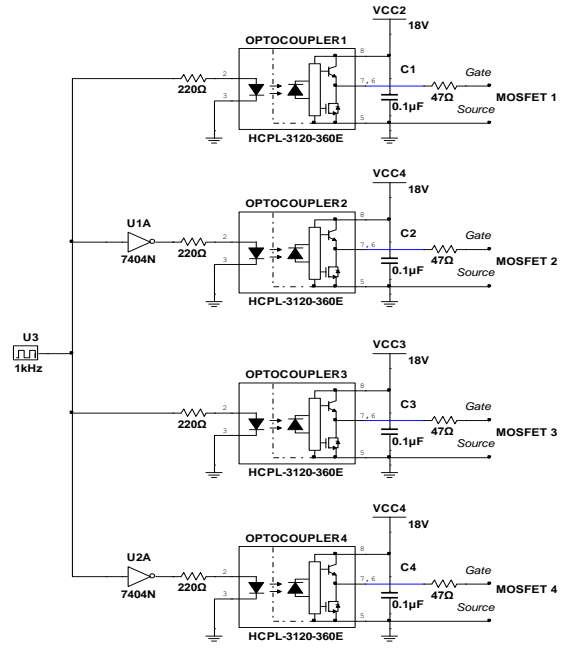 VCC2
18V
OPTOCOUPLER1
8
C1
Gate
2
7,6
220Ω
47Ω
MOSFET 1
3
0.1µF
Source
5
HCPL-3120-360E
VCC4
18V
OPTOCOUPLER2
8
U1A
C2
Gate
2
7,6
7404N
220Ω
47Ω
MOSFET 2
3
0.1µF
Source
5
HCPL-3120-360E
U3
1kHz
VCC3
18V
OPTOCOUPLER3
8
C3
Gate
2
7,6
220Ω
47Ω
MOSFET 3
3
0.1µF
Source
5
HCPL-3120-360E
VCC4
18V
OPTOCOUPLER4
8
U2A
C4
Gate
2
7,6
7404N
220Ω
47Ω
MOSFET 4
3
0.1µF
Source
5
HCPL-3120-360E